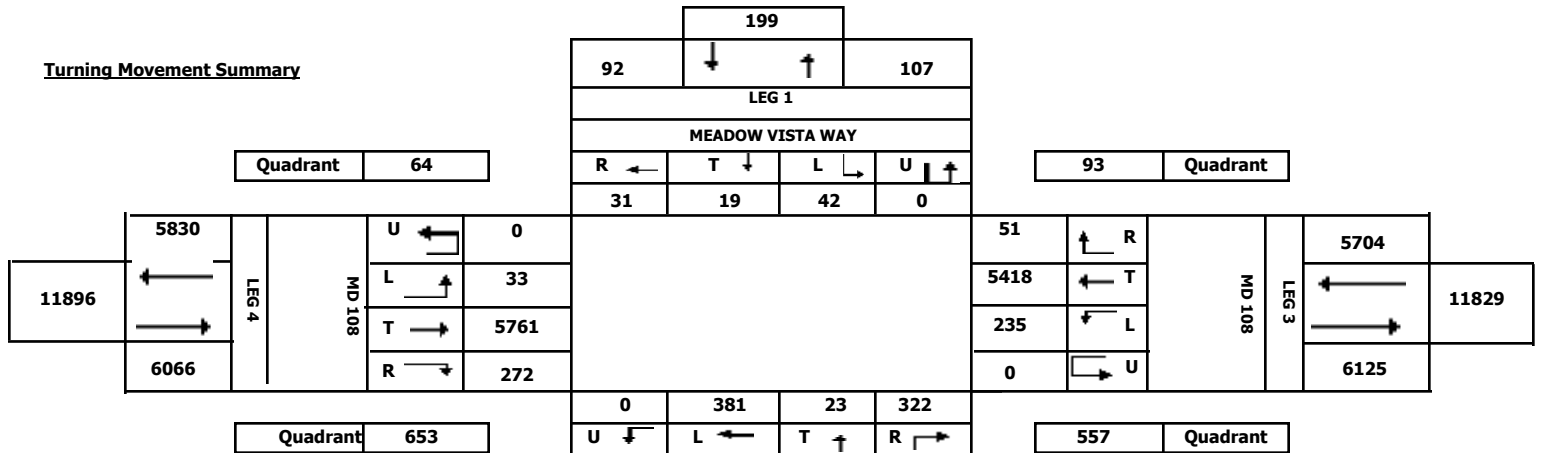 199
Turning Movement Summary
92 107
LEG 1
MEADOW VISTA WAY
Quadrant 64
R T L U
93 Quadrant
31 19 42 0
5830 U 0
51 R 5704
11896 LEG 4 MD 108 L 33
5418 T MD 108 LEG 3 11829
T 5761
235 L
6066 R 272
0 U 6125
0 381 23 322
Quadrant 653
U L T R
557 Quadrant